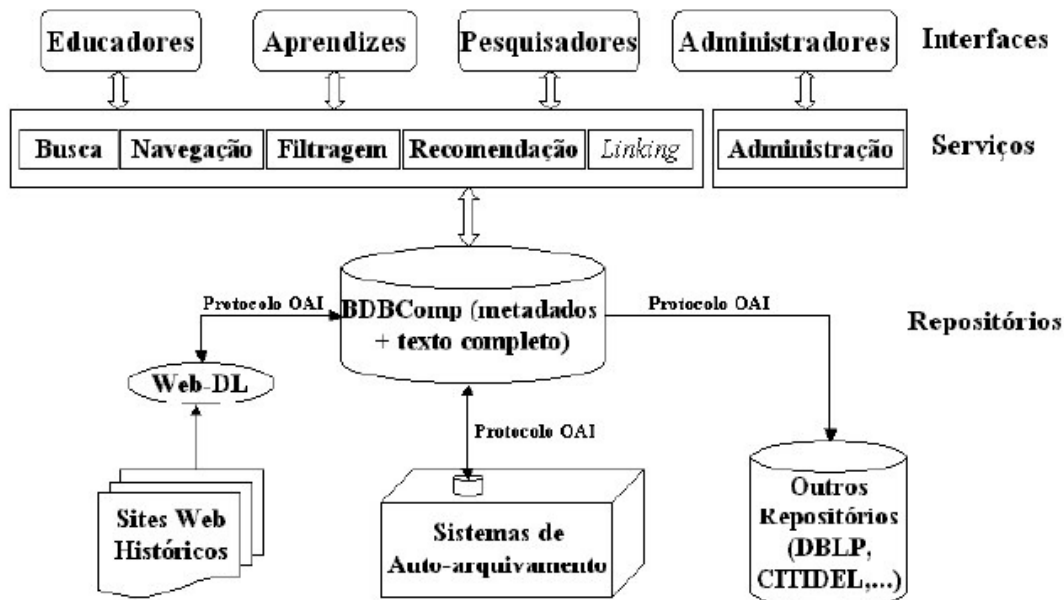 Educadores
Aprendizes
Pesquisadores
Administradores
Interfaces
Busca
Navegação
Filtragem
Recomendação
Linking
Administração
Serviços
Protocolo OAI
BDBComp (metadados
+ texto completo)
Protocolo OAI
Repositórios
Web-DL
Protocolo OAI
Sites Web
Históricos
Sistemas de
Auto-arquivamento
Outros
Repositórios
(DBLP,
CITIDEL,...)